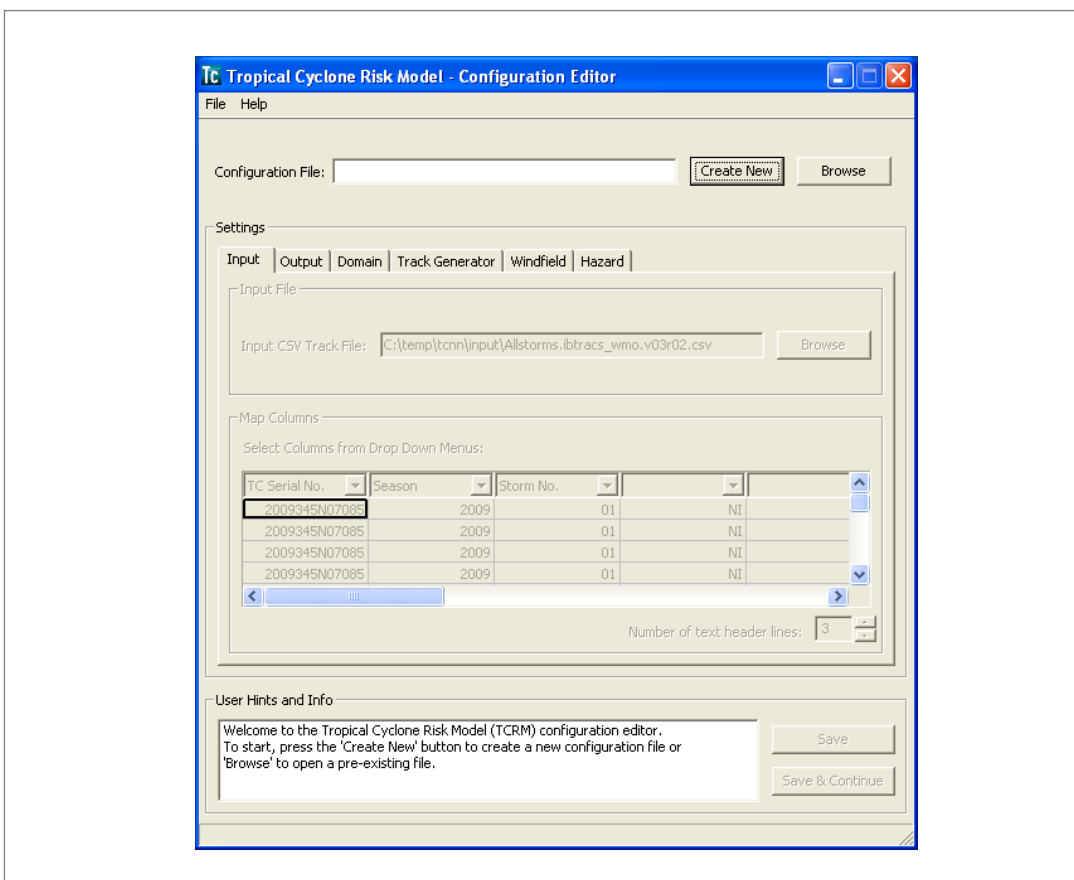 Tc Tropical Cyclone Risk Model - Configuration Editor
File Help
Configuration File: Create New Browse
Settings
Input Output Domain Track Generator Windfield Hazard
Input File
Input CSV Track File: C:\temp\tcnn\input\Allstorms.ibtracs_wmo.v03r02.csv Browse
Map Columns
Select Columns from Drop Down Menus:
TC Serial No. Season Storm No.
2009345N07085 2009 01 NI
2009345N07085 2009 01 NI
2009345N07085 2009 01 NI
2009345N07085 2009 01 NI
Number of text header lines: 3
User Hints and Info
Welcome to the Tropical Cyclone Risk Model (TCRM) configuration editor.
To start, press the 'Create New' button to create a new configuration file or
'Browse' to open a pre-existing file.
Save
Save & Continue